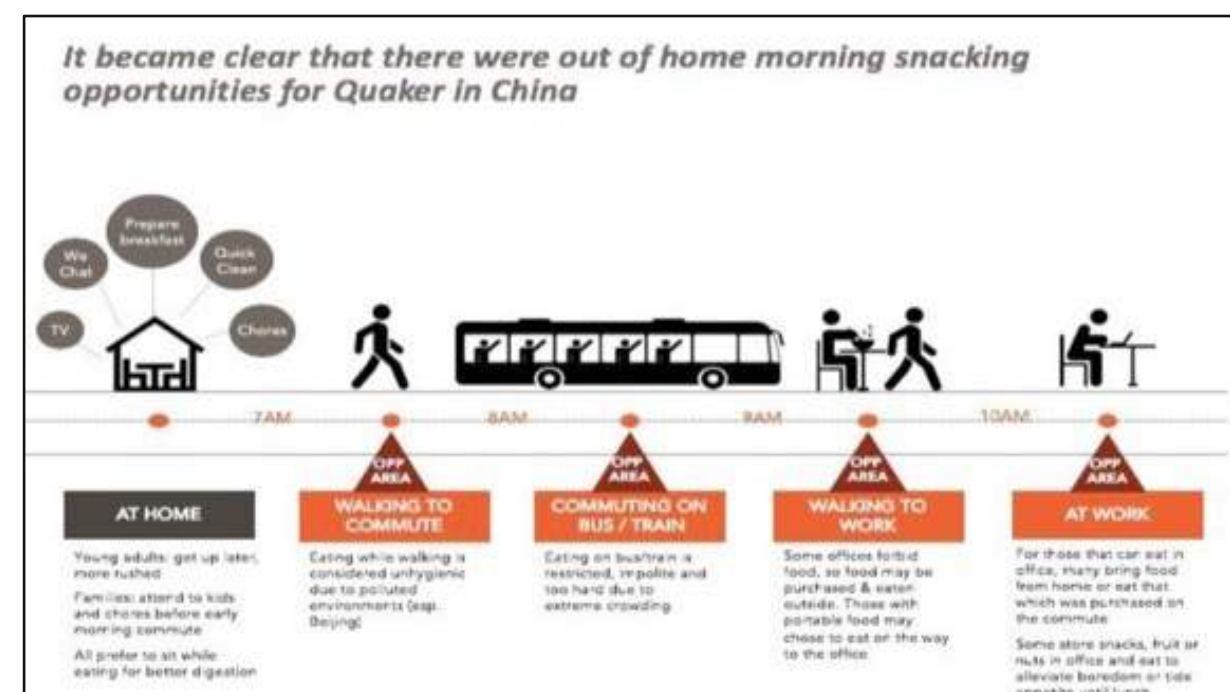 It became clear that there were out of home morning snacking
opportunities for Quaker in China
Prepare
breakfast
We
Chat
Quick
Clean
TV
Chores
7AM
8AM
9AM
10AM
OPP
AREA
OPP
AREA
OPP
AREA
OPP
AREA
AT HOME
Young adults: get up later,
more rushed
Families: attend to kids
and chores before early
morning commute
All prefer to sit while
eating for better digestion
WALKING TO
COMMUTE
Eating while walking is
considered unhygienic
due to polluted
environments (esp.
Beijing)
COMMUTING ON
BUS / TRAIN
Eating on bus/train is
restricted, impolite and
too hard due to
extreme crowding
WALKING TO
WORK
Some offices forbid
food, so food may be
purchased & eaten
outside. Those with
portable food may
chose to eat on the way
to the office
AT WORK
For those that can eat in
office, many bring food
from home or eat that
which was purchased on
the commute
Some store snacks, fruit or
nuts in office and eat to
alleviate boredom or tide
appetite until lunch